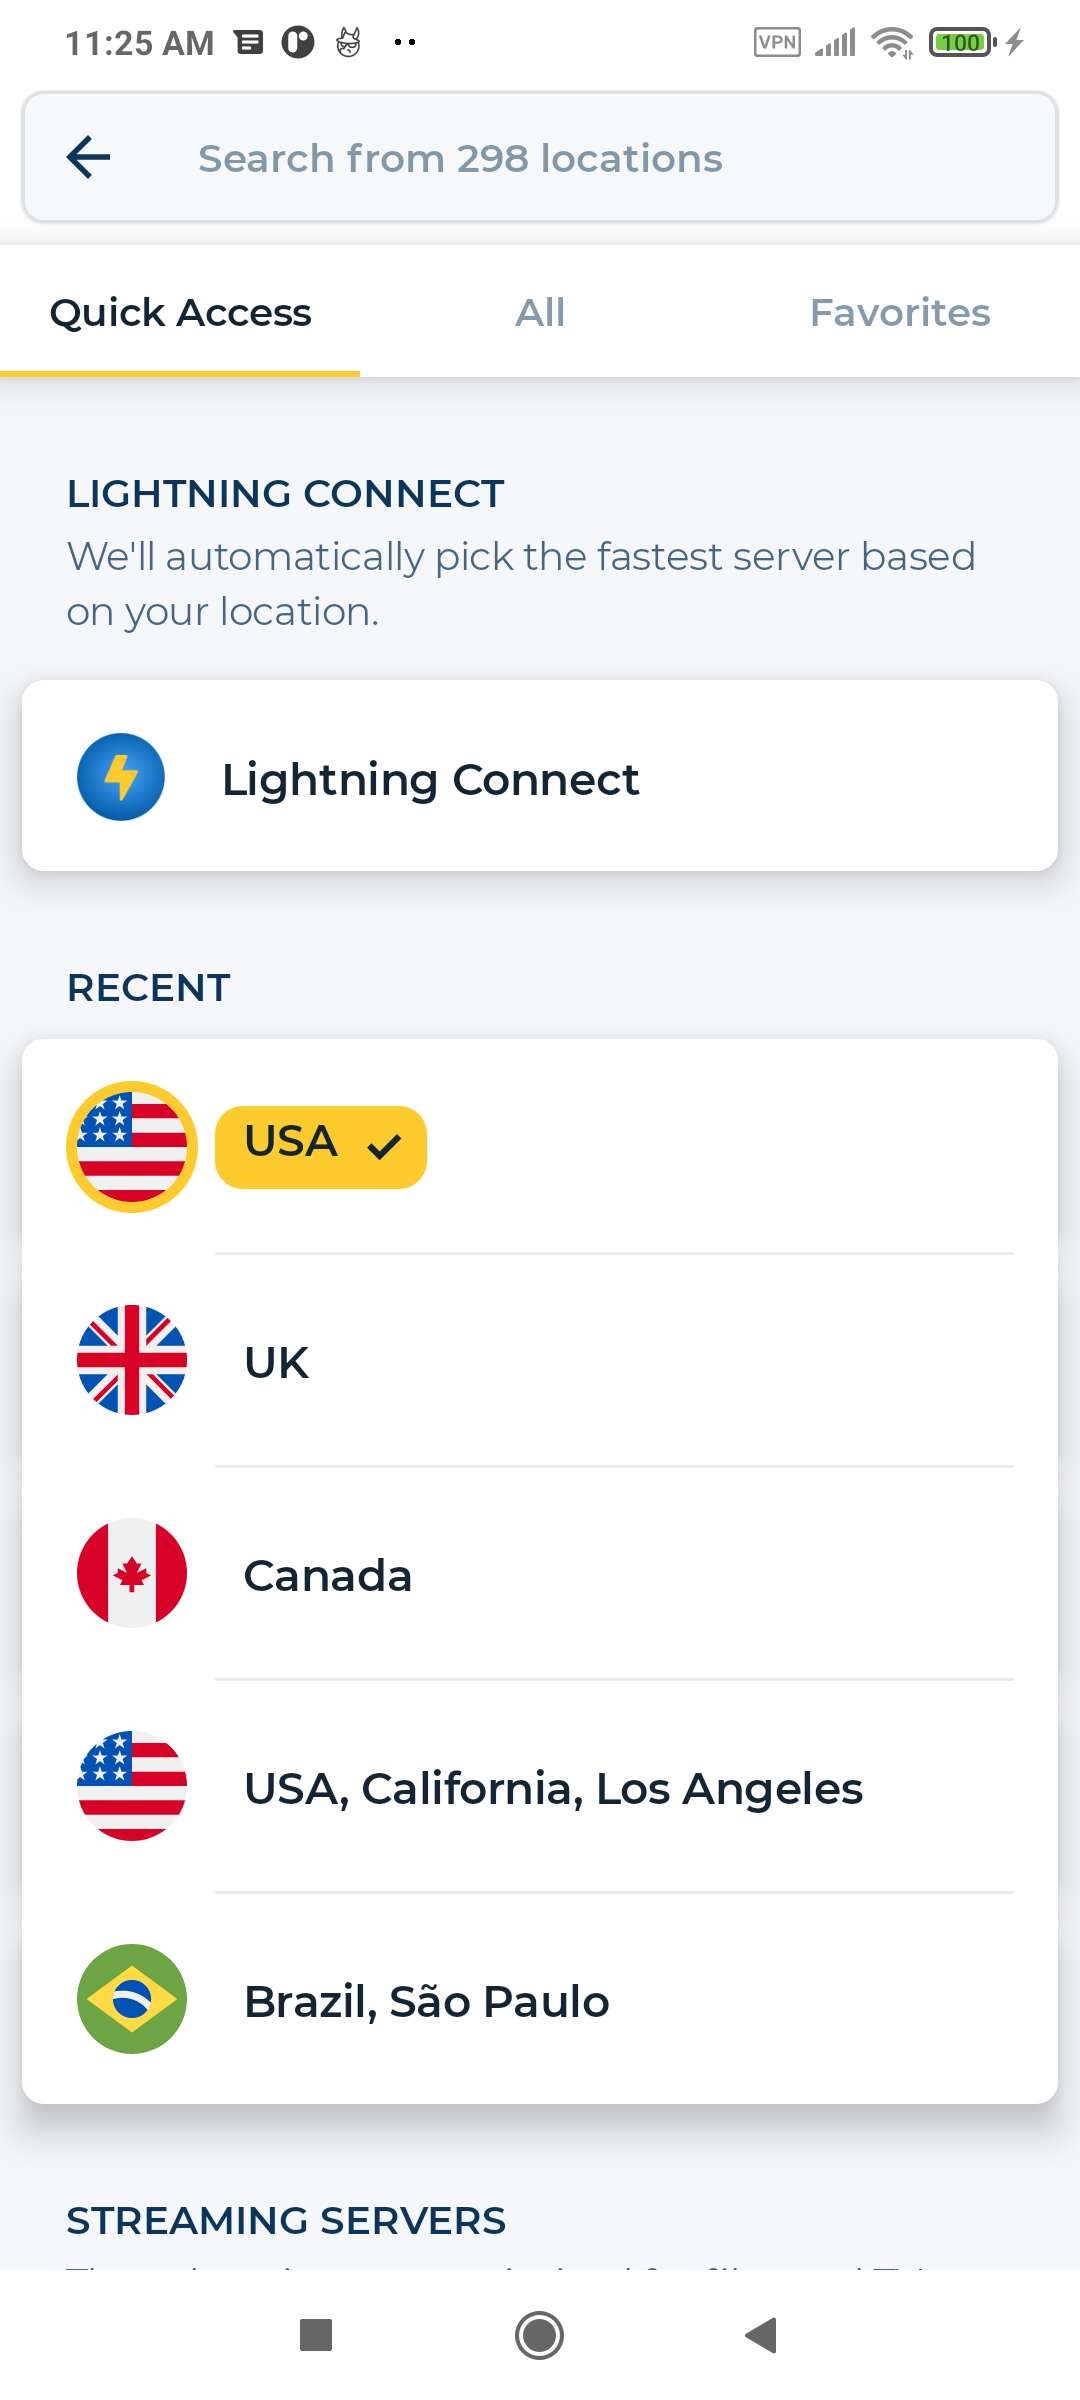 11:25 AM
VPN
100
Search from 298 locations
Quick Access
All
Favorites
LIGHTNING CONNECT
We'll automatically pick the fastest server based
on your location.
Lightning Connect
RECENT
USA
UK
Canada
USA, California, Los Angeles
Brazil, São Paulo
STREAMING SERVERS